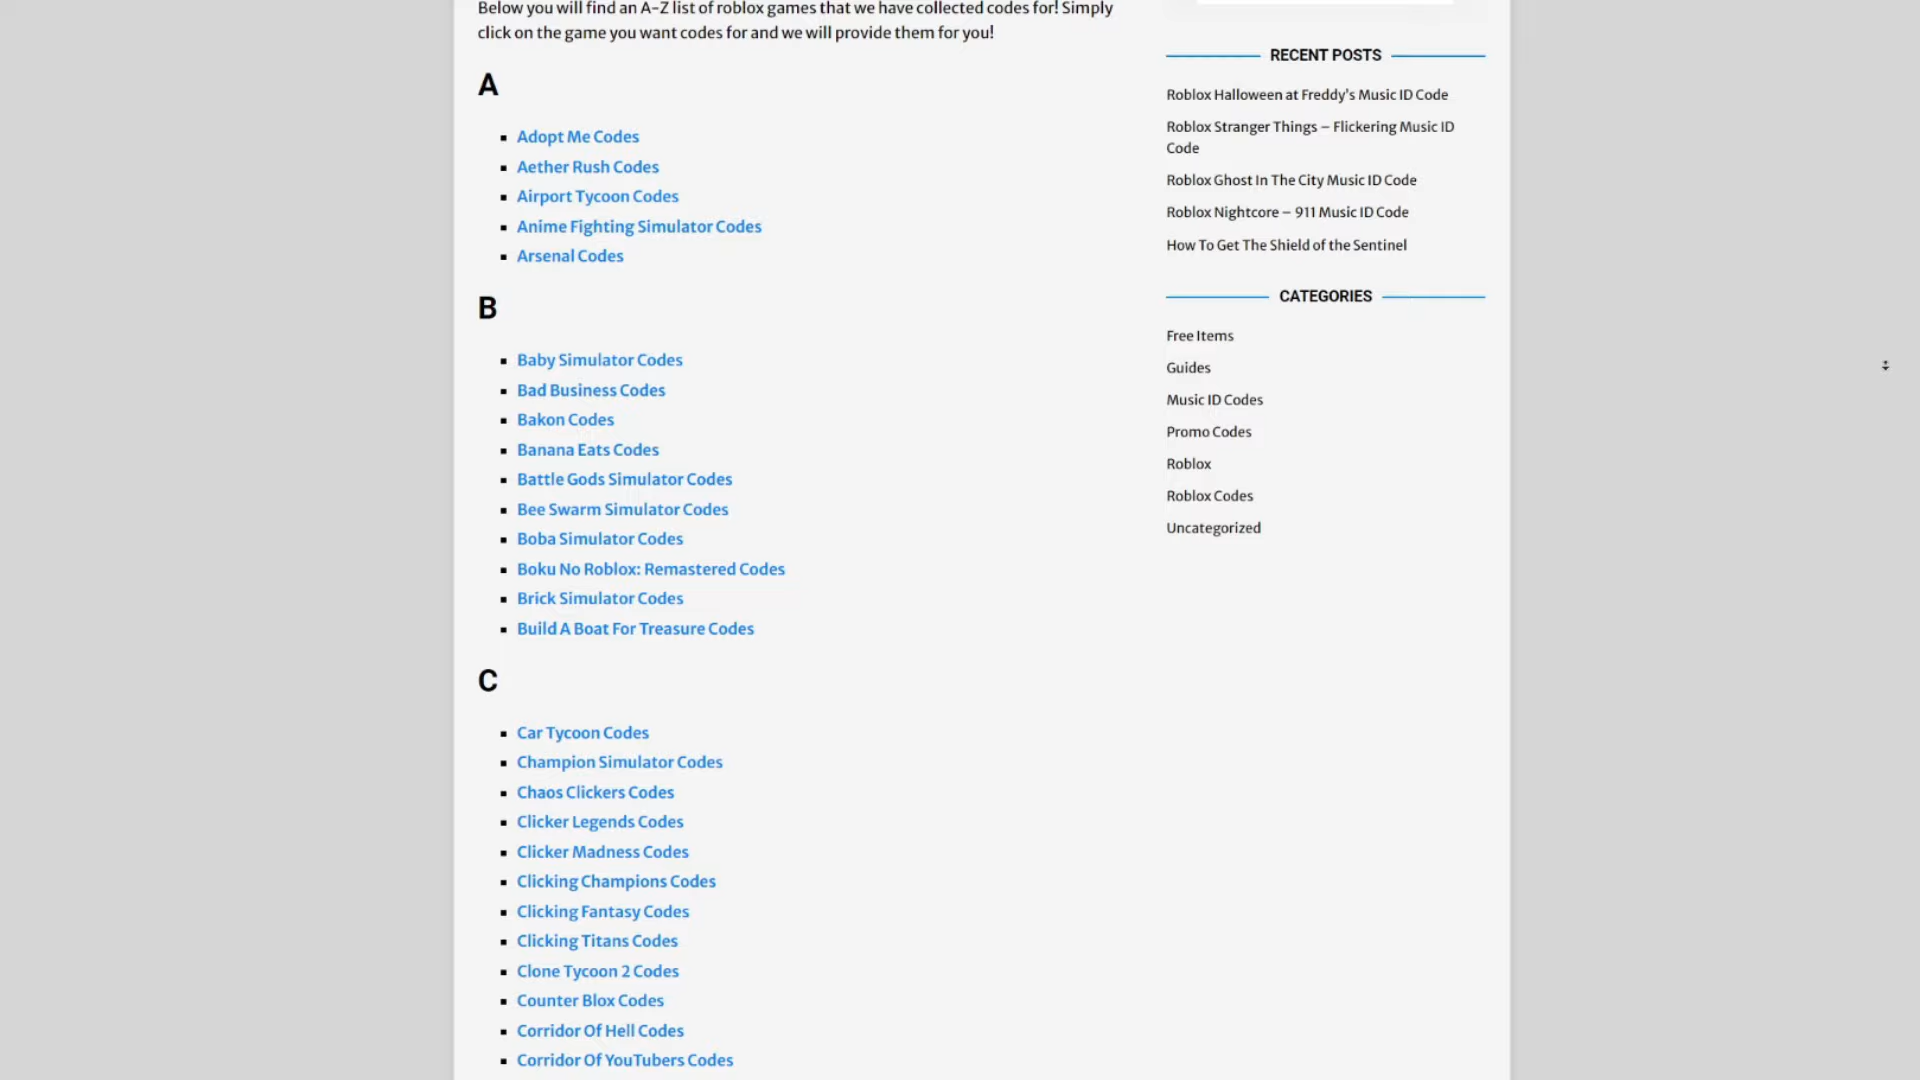 Below you will find an A-Z list of roblox games that we have collected codes for! Simply
click on the game you want codes for and we will provide them for you!
A
Adopt Me Codes
Aether Rush Codes
Airport Tycoon Codes
Anime Fighting Simulator Codes
Arsenal Codes
B
Baby Simulator Codes
Bad Business Codes
Bakon Codes
Banana Eats Codes
Battle Gods Simulator Codes
Bee Swarm Simulator Codes
Boba Simulator Codes
Boku No Roblox: Remastered Codes
Brick Simulator Codes
Build A Boat For Treasure Codes
C
Car Tycoon Codes
Champion Simulator Codes
Chaos Clickers Codes
Clicker Legends Codes
Clicker Madness Codes
Clicking Champions Codes
Clicking Fantasy Codes
Clicking Titans Codes
Clone Tycoon 2 Codes
Counter Blox Codes
Corridor Of Hell Codes
Corridor Of YouTubers Codes
RECENT POSTS
Roblox Halloween at Freddy's Music ID Code
Roblox Stranger Things – Flickering Music ID
Code
Roblox Ghost In The City Music ID Code
Roblox Nightcore – 911 Music ID Code
How To Get The Shield of the Sentinel
CATEGORIES
Free Items
Guides
Music ID Codes
Promo Codes
Roblox
Roblox Codes
Uncategorized